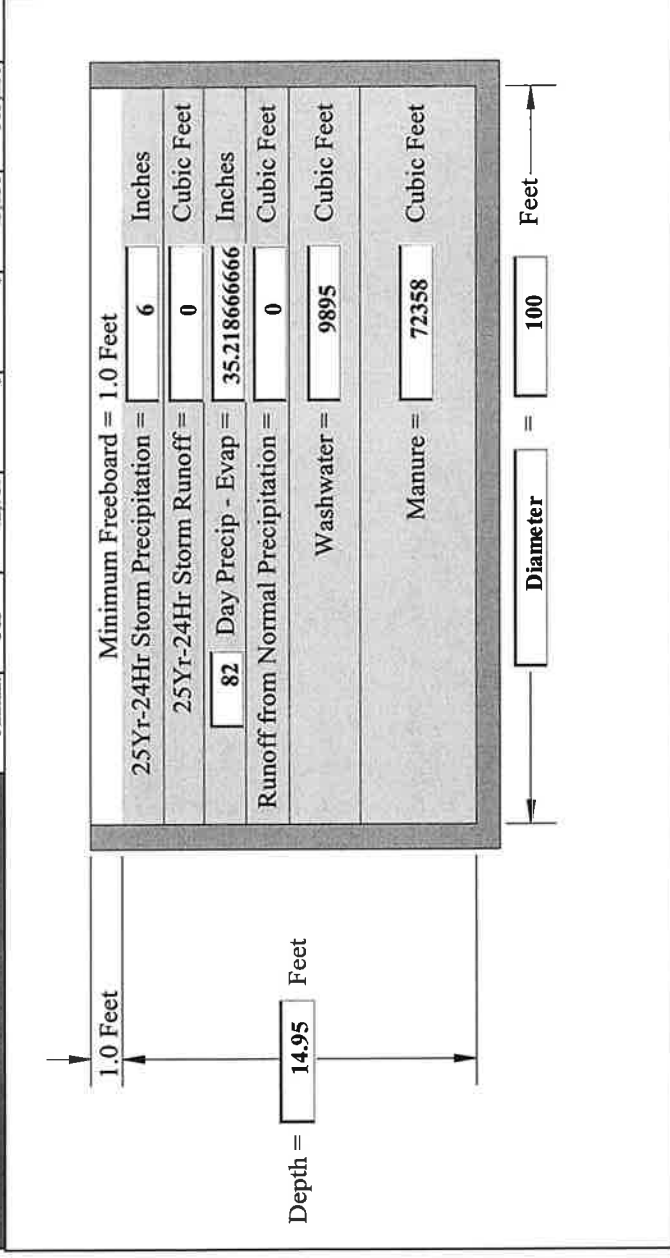 Minimum Freeboard = 1.0 Feet
25Yr-24Hr Storm Precipitation = 6 Inches
25Yr-24Hr Storm Runoff = 0 Cubic Feet
82 Day Precip - Evap = 35.218666666 Inches
Runoff from Normal Precipitation = 0 Cubic Feet
Washwater = 9895 Cubic Feet
Manure = 72358 Cubic Feet
1.0 Feet
Depth = 14.95 Feet
Diameter = 100 Feet